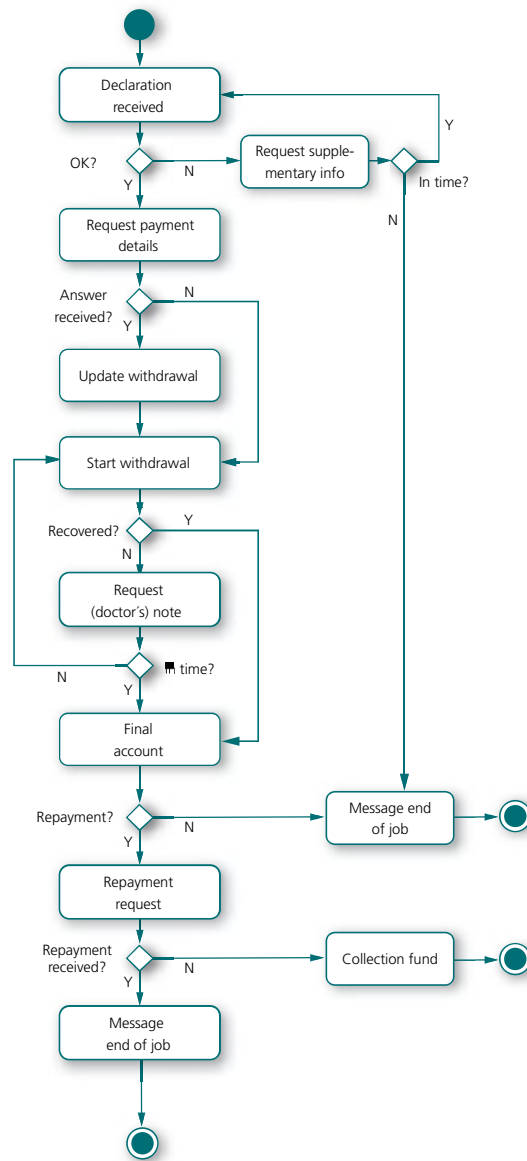 Declaration
received
Y
OK?
N
Request supple-
mentary info
In time?
Y
N
Request payment
details
Answer
received?
N
Y
Update withdrawal
Start withdrawal
Recovered?
Y
N
Request
(doctor´s) note
N
time?
Y
Final
account
Repayment?
N
Y
Message end
of job
Repayment
request
Repayment
received?
N
Y
Collection fund
Message
end of job